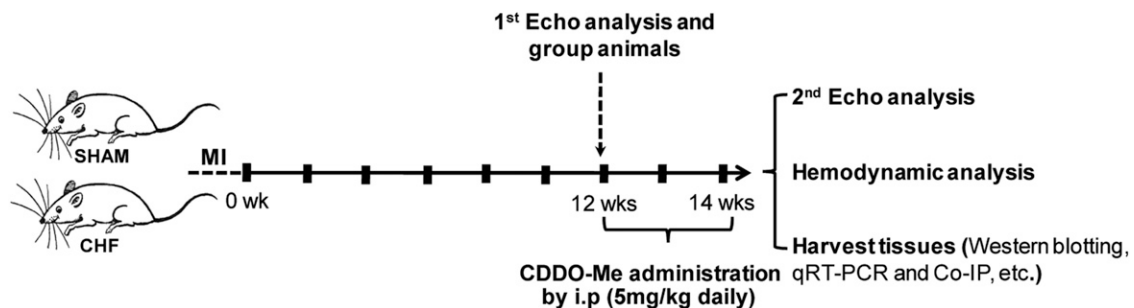 1st Echo analysis and
group animals
SHAM
MI
CHF
0 wk
12 wks
14 wks
CDDO-Me administration
by i.p (5mg/kg daily)
2nd Echo analysis
Hemodynamic analysis
Harvest tissues (Western blotting,
qRT-PCR and Co-IP, etc.)